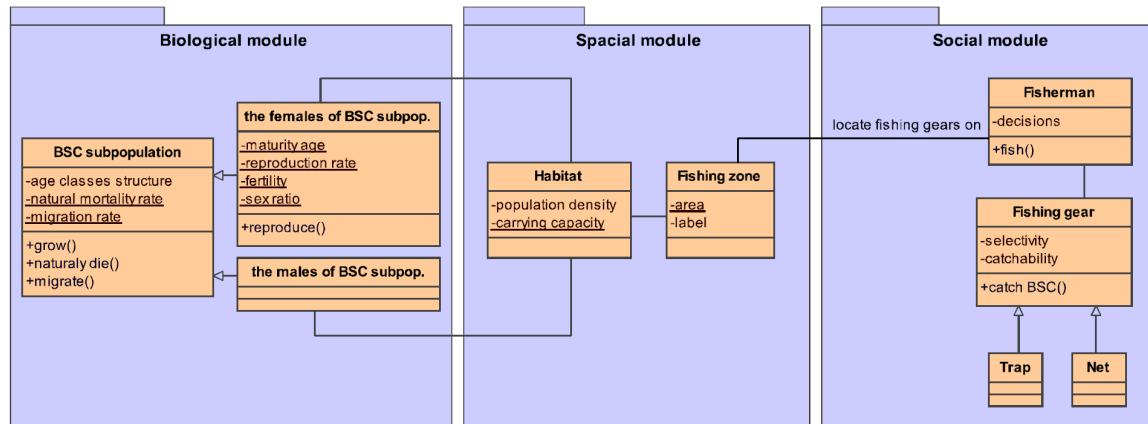 Biological module
the females of BSC subpop.
-maturity age
-reproduction rate
-fertility
-sex ratio
+reproduce()
BSC subpopulation
-age classes structure
-natural mortality rate
-migration rate
+grow()
+naturaly die()
+migrate()
the males of BSC subpop.
Spacial module
Habitat
-population density
-carrying capacity
Fishing zone
-area
-label
Social module
locate fishing gears on
Fisherman
-decisions
+fish()
Fishing gear
-selectivity
-catchability
+catch BSC()
Trap
Net